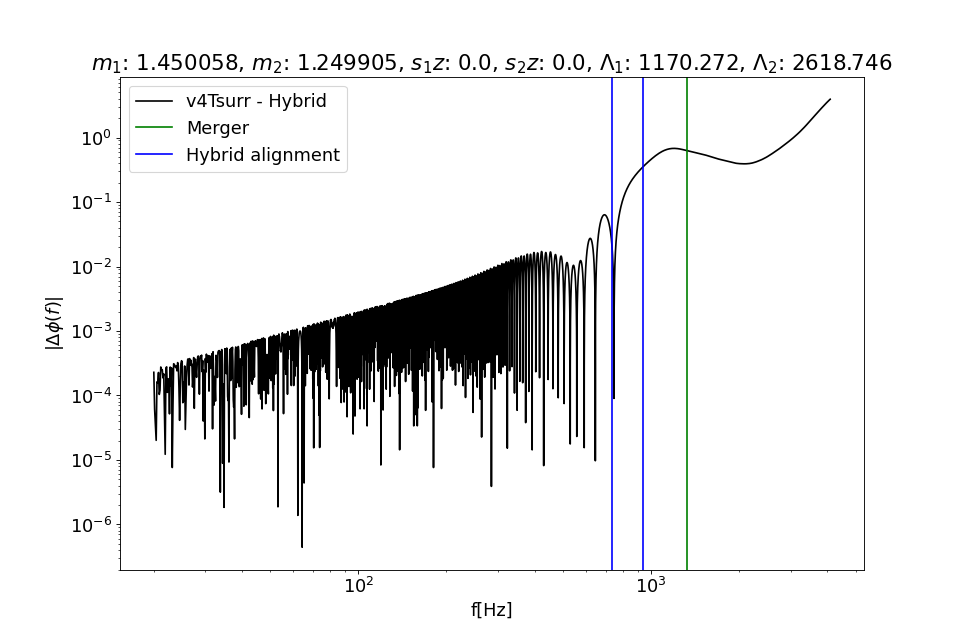 m₁: 1.450058, m₂: 1.249905, s₁z: 0.0, s₂z: 0.0, Λ₁: 1170.272, Λ₂: 2618.746
v4Tsurr - Hybrid
Merger
Hybrid alignment
10⁰
10⁻¹
10⁻²
10⁻³
10⁻⁴
10⁻⁵
10⁻⁶
|Δϕ(f)|
10² 10³
f[Hz]